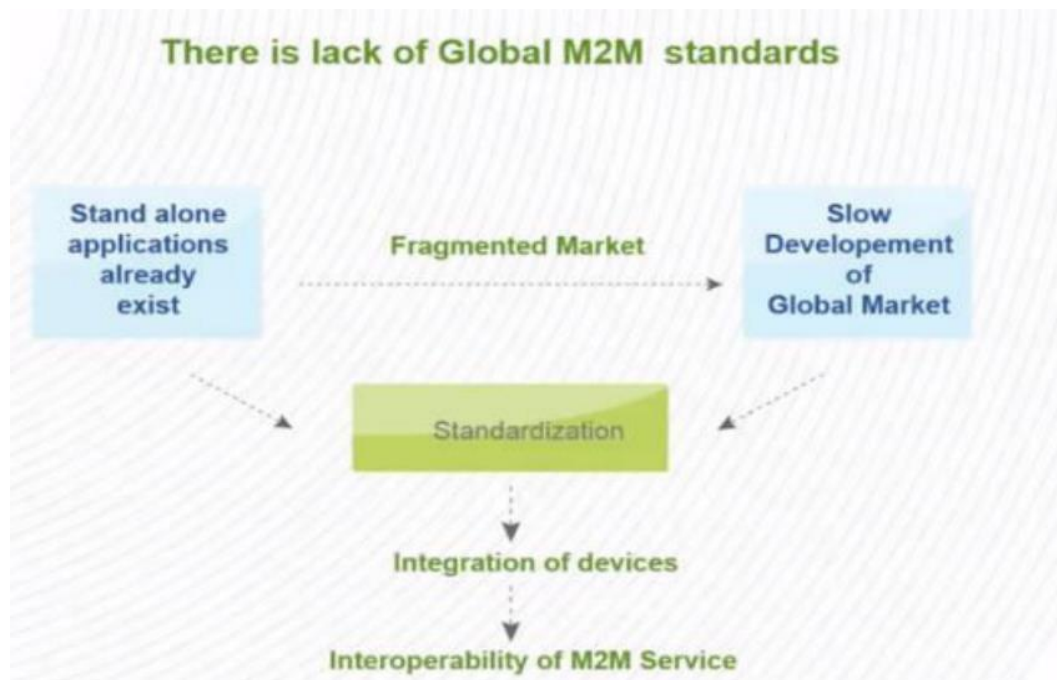 There is lack of Global M2M standards
Stand alone
applications
already
exist
Fragmented Market
Slow
Developement
of
Global Market
Standardization
Integration of devices
Interoperability of M2M Service